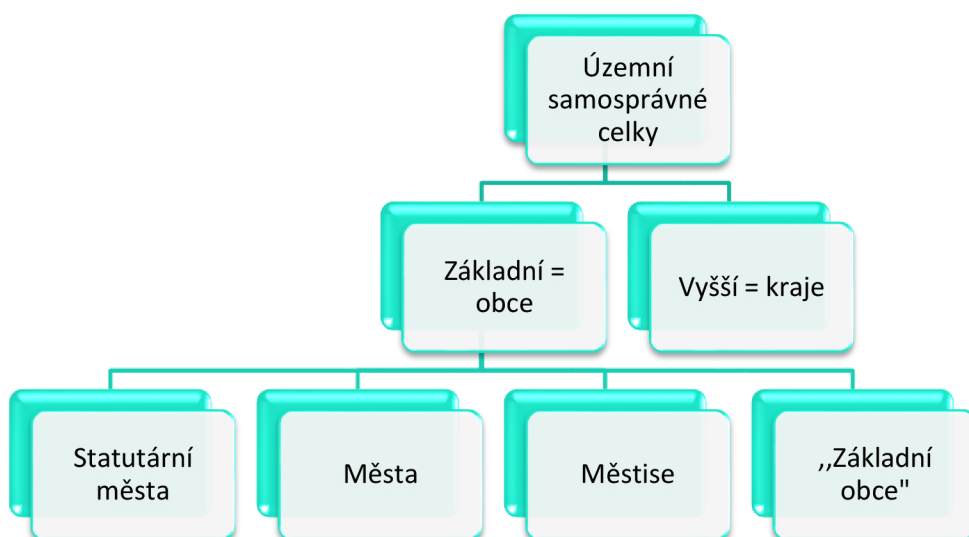 Územní
samosprávné
celky
Základní =
obce
Vyšší = kraje
Statutární
města
Města
Městise
,,Základní
obce"